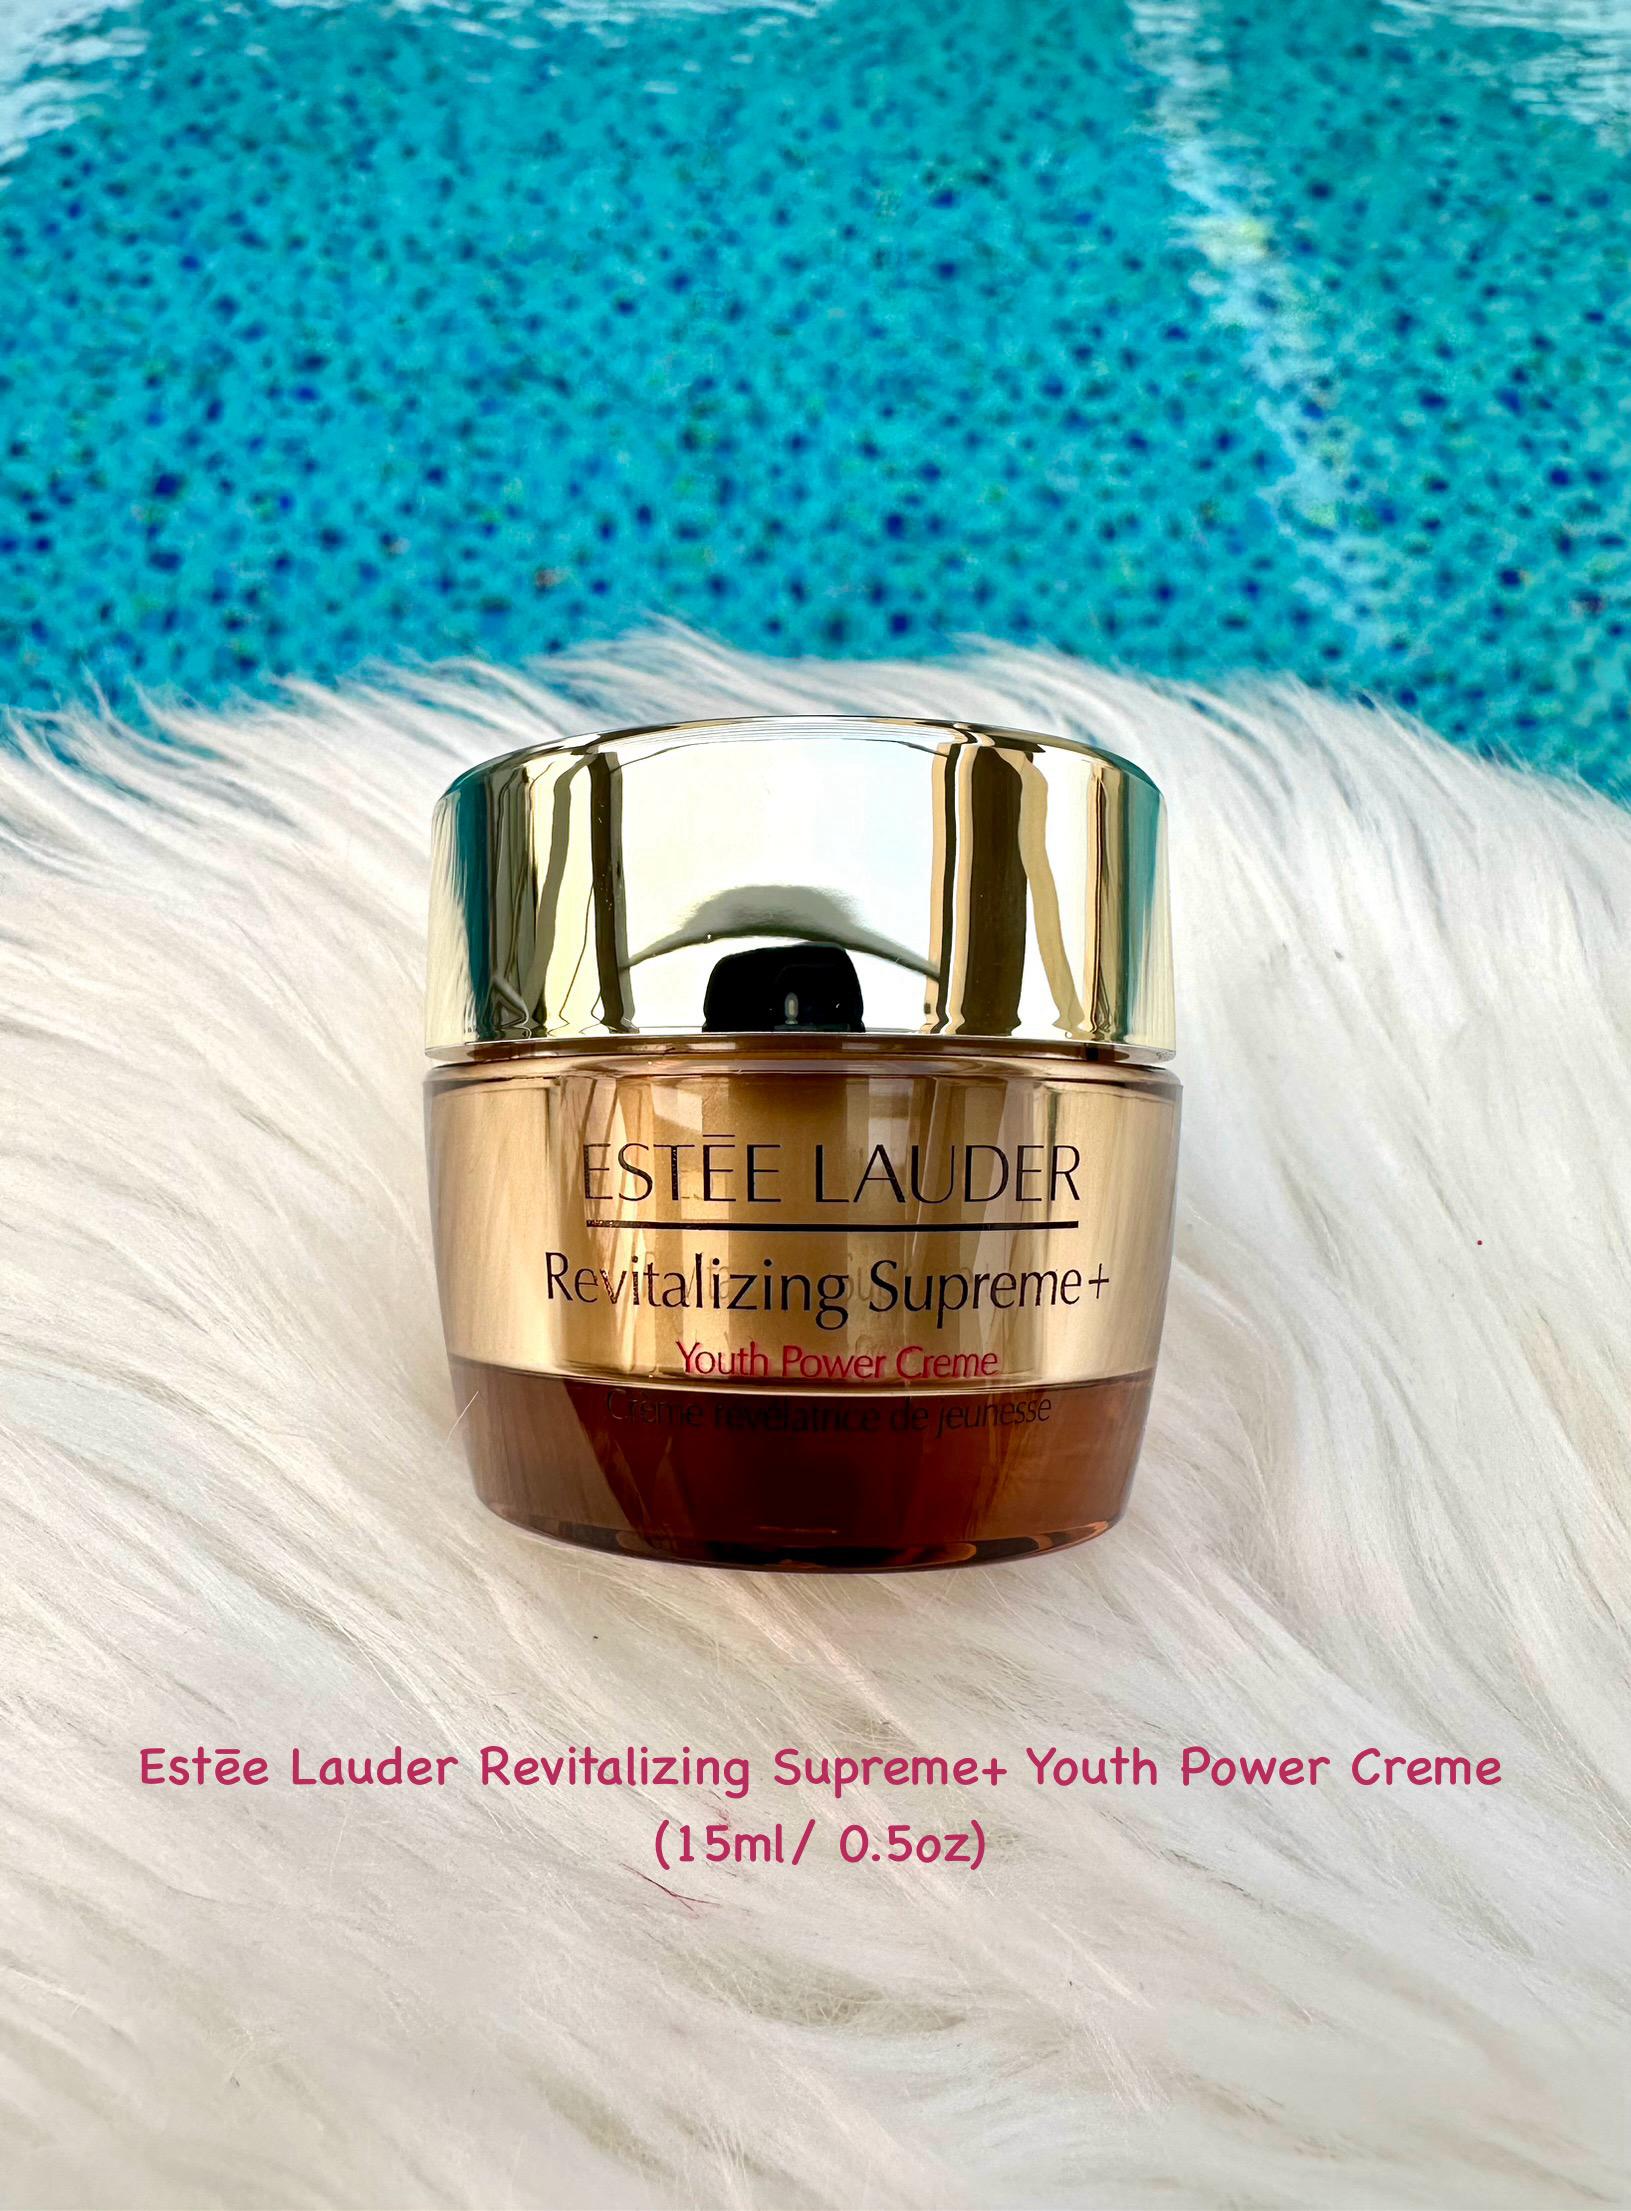 ESTĒE LAUDER
Revitalizing Supreme+
Youth Power Creme
Crème révélatrice de jeunesse
Estēe Lauder Revitalizing Supreme+ Youth Power Creme
(15ml/ 0.5oz)